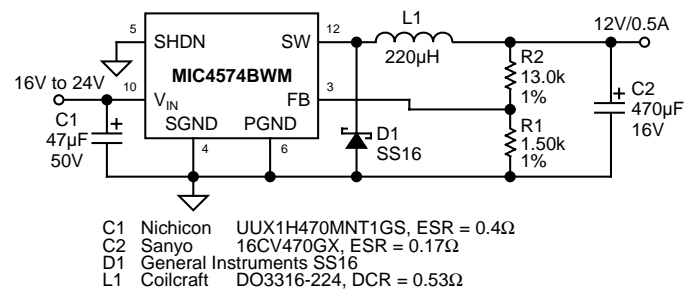 L1
12
5
12V/0.5A
SHDN
SW
220µH
R2
13.0k
1%
MIC4574BWM
16V to 24V
10
3
VIN
FB
C2
470µF
16V
C1
47µF
50V
SGND
PGND
D1
SS16
R1
1.50k
1%
4
6
C1 Nichicon UUX1H470MNT1GS, ESR = 0.4Ω
C2 Sanyo 16CV470GX, ESR = 0.17Ω
D1 General Instruments SS16
L1 Coilcraft DO3316-224, DCR = 0.53Ω